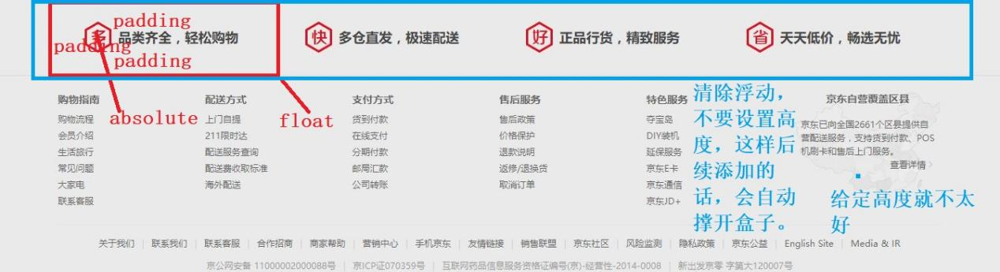 padding
多 品类齐全，轻松购物
快 多仓直发，极速配送
好 正品行货，精致服务
省 天天低价，畅选无忧
padding
padding
absolute
float
购物指南
购物流程
会员介绍
生活旅行
常见问题
大家电
联系客服
配送方式
上门自提
211限时达
配送服务查询
配送费收取标准
海外配送
支付方式
货到付款
在线支付
分期付款
邮局汇款
公司转账
售后服务
售后政策
价格保护
退款说明
返修/退换货
取消订单
特色服务
夺宝岛
DIY装机
延保服务
京东E卡
京东通信
京东JD+
清除浮动，
不要设置高
度，这样后
续添加的
话，会自动
撑开盒子。
京东自营覆盖区县
京东已向全国2661个区县提供自
营配送服务，支持货到付款、POS
机刷卡和售后上门服务。
查看详情 >
给定高度就不太
好
关于我们 | 联系我们 | 联系客服 | 合作招商 | 商家帮助 | 营销中心 | 手机京东 | 友情链接 | 销售联盟 | 京东社区 | 风险监测 | 隐私政策 | 京东公益 | English Site | Media & IR
京公网安备 11000002000088号 | 京ICP证070359号 | 互联网药品信息服务资格证编号(京)-经营性-2014-0008 | 新出发京零 字第大120007号